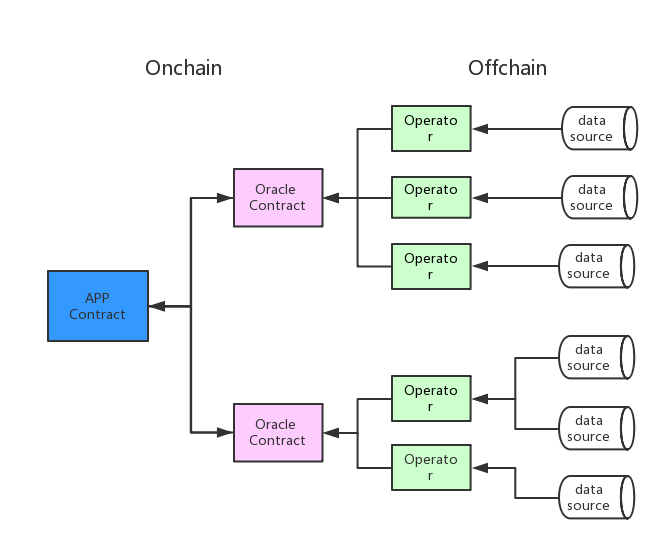 Onchain
Offchain
Operato
r
data
source
Oracle
Contract
Operato
r
data
source
Operato
r
data
source
APP
Contract
data
source
Operato
r
data
source
Oracle
Contract
Operato
r
data
source